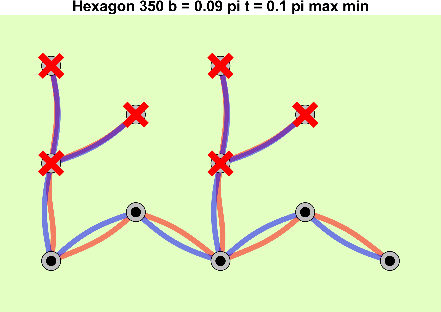 Hexagon 350 b = 0.09 pi t = 0.1 pi max min